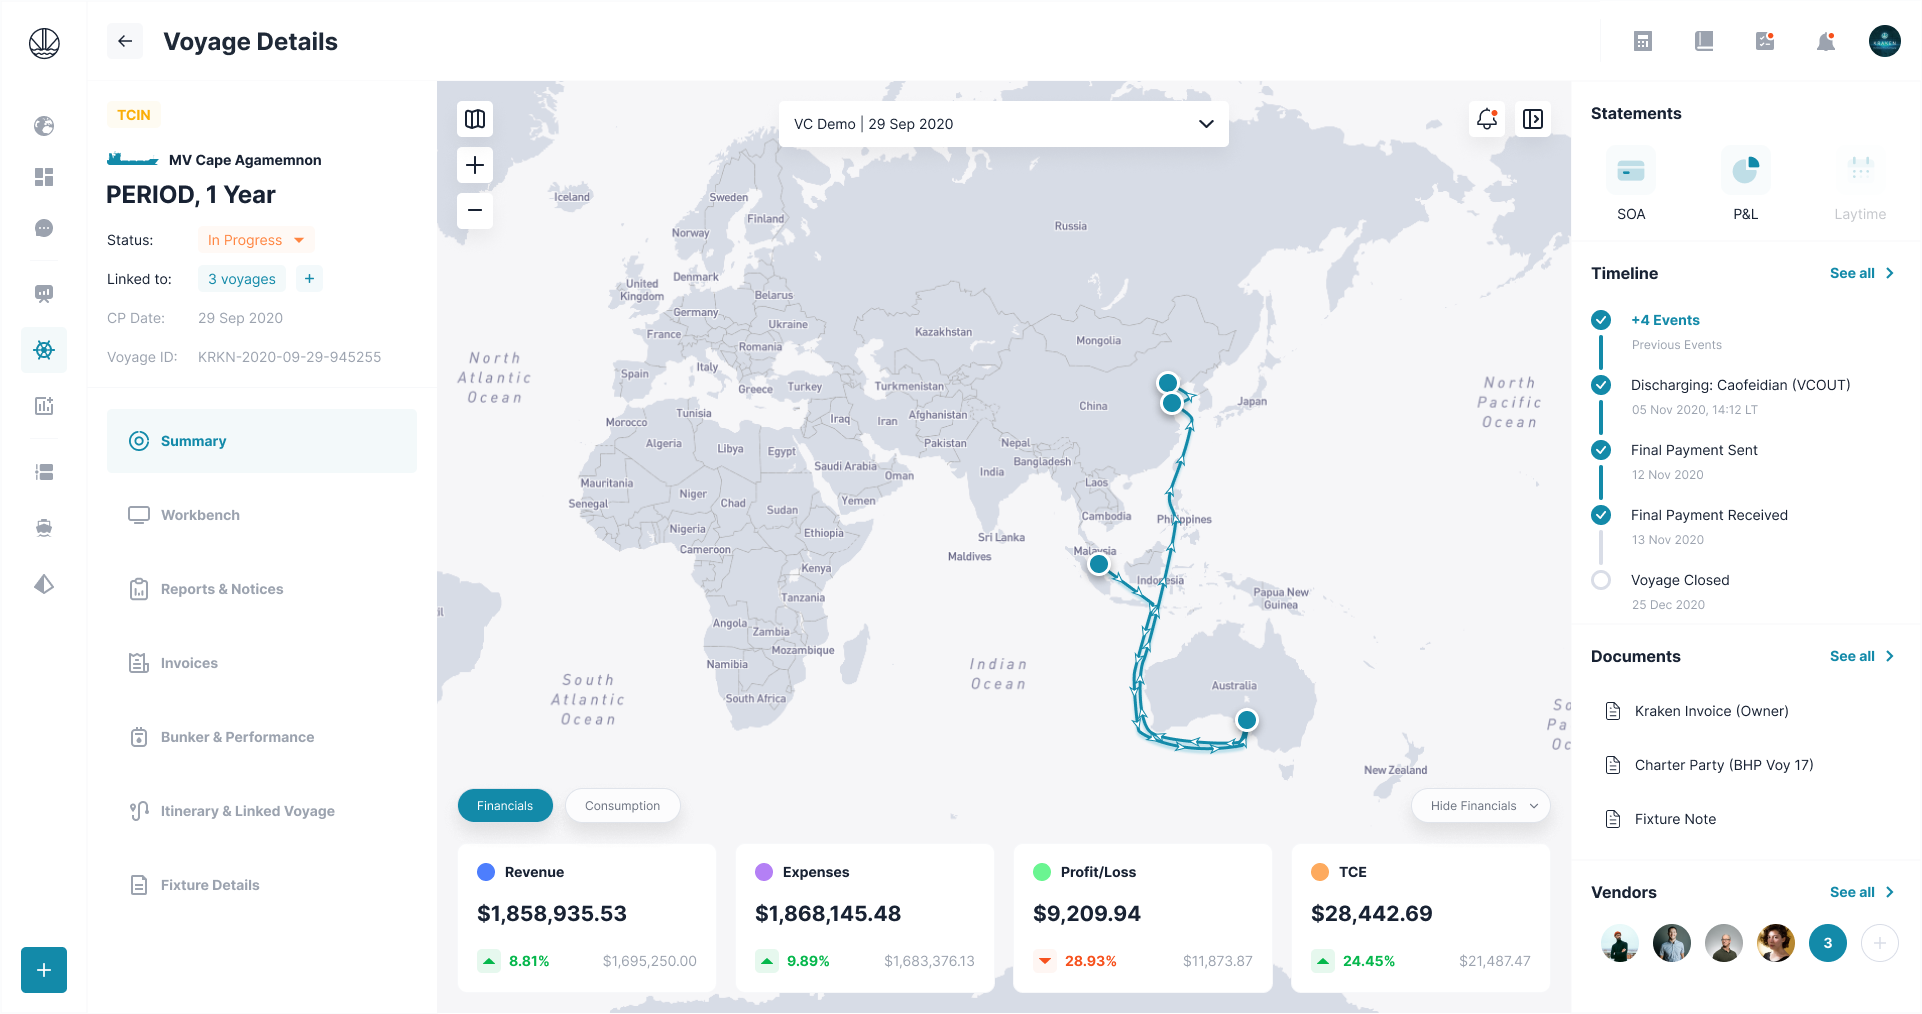 Voyage Details
KRAKEN
TCIN
MV Cape Agamemnon
PERIOD, 1 Year
Status:
In Progress
Linked to:
3 voyages
+
CP Date:
29 Sep 2020
Voyage ID:
KRKN-2020-09-29-945255
Summary
Workbench
Reports & Notices
Invoices
Bunker & Performance
Itinerary & Linked Voyage
Fixture Details
VC Demo | 29 Sep 2020
Iceland
Sweden
Finland
Norway
Russia
Denmark
United
Kingdom
Belarus
Germany
Ukraine
France
Romania
Kazakhstan
Mongolia
North
Atlantic
Ocean
Spain
Italy
Greece
Turkey
Turkmenistan
North
Pacific
Ocean
Japan
China
Tunisia
Morocco
Iraq
Iran
Afghanistan
Algeria
Libya
Egypt
Pakistan
Nepal
Bangladesh
Saudi Arabia
Oman
India
Mauritania
Laos
Senegal
Niger
Chad
Sudan
Yemen
Nigeria
Ethiopia
Cambodia
Philippines
Sri Lanka
Cameroon
Maldives
Malaysia
Kenya
Indonesia
Papua New
Guinea
Tanzania
Angola
Zambia
Mozambique
Namibia
Indian
Ocean
South
Atlantic
Ocean
South Africa
Australia
New Zealand
Financials
Consumption
Hide Financials
Revenue
$1,858,935.53
8.81%
$1,695,250.00
Expenses
$1,868,145.48
9.89%
$1,683,376.13
Profit/Loss
$9,209.94
28.93%
$11,873.87
TCE
$28,442.69
24.45%
$21,487.47
Statements
SOA
P&L
Laytime
Timeline
See all
+4 Events
Previous Events
Discharging: Caofeidian (VCOUT)
05 Nov 2020, 14:12 LT
Final Payment Sent
12 Nov 2020
Final Payment Received
13 Nov 2020
Voyage Closed
25 Dec 2020
Documents
See all
Kraken Invoice (Owner)
Charter Party (BHP Voy 17)
Fixture Note
Vendors
See all
3